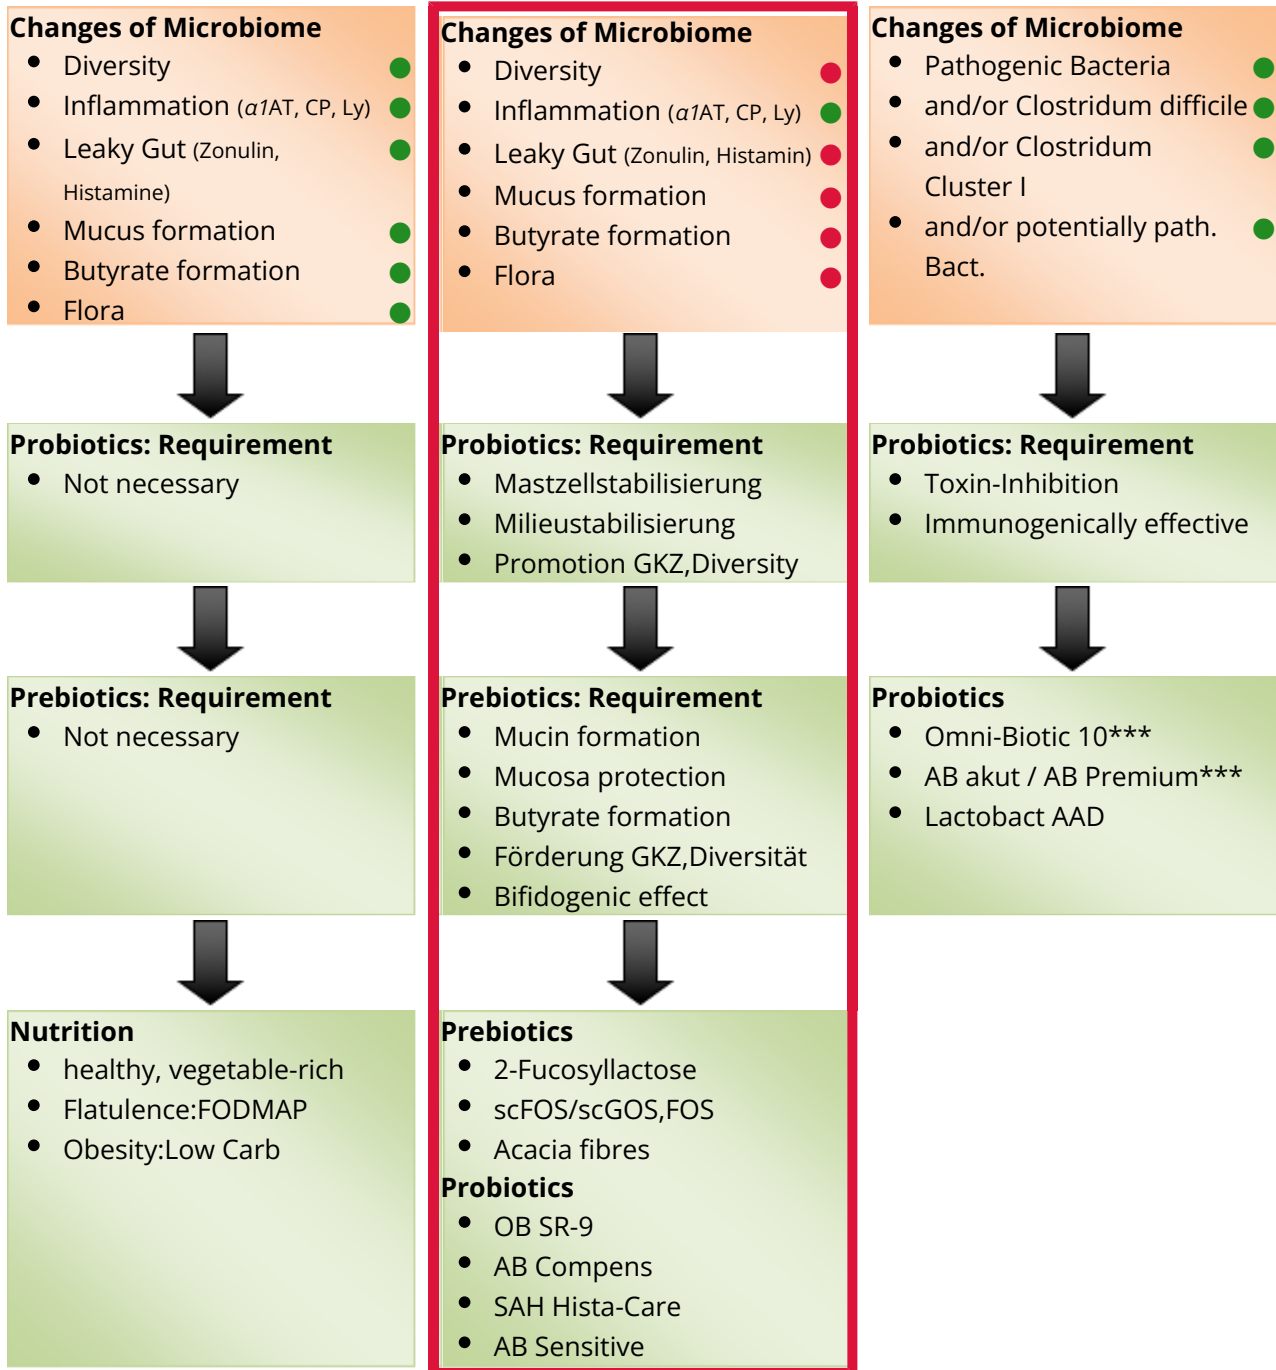 Changes of Microbiome
• Diversity
• Inflammation (α1AT, CP, Ly)
• Leaky Gut (Zonulin,
Histamine)
• Mucus formation
• Butyrate formation
• Flora
Probiotics: Requirement
• Not necessary
Prebiotics: Requirement
• Not necessary
Nutrition
• healthy, vegetable-rich
• Flatulence:FODMAP
• Obesity:Low Carb
Changes of Microbiome
• Diversity
• Inflammation (α1AT, CP, Ly)
• Leaky Gut (Zonulin, Histamin)
• Mucus formation
• Butyrate formation
• Flora
Probiotics: Requirement
• Mastzellstabilisierung
• Milieustabilisierung
• Promotion GKZ,Diversity
Prebiotics: Requirement
• Mucin formation
• Mucosa protection
• Butyrate formation
• Förderung GKZ,Diversität
• Bifidogenic effect
Prebiotics
• 2-Fucosyllactose
• scFOS/scGOS,FOS
• Acacia fibres
Probiotics
• OB SR-9
• AB Compens
• SAH Hista-Care
• AB Sensitive
Changes of Microbiome
• Pathogenic Bacteria
• and/or Clostridum difficile
• and/or Clostridum
Cluster I
• and/or potentially path.
Bact.
Probiotics: Requirement
• Toxin-Inhibition
• Immunogenically effective
Probiotics
• Omni-Biotic 10***
• AB akut / AB Premium***
• Lactobact AAD